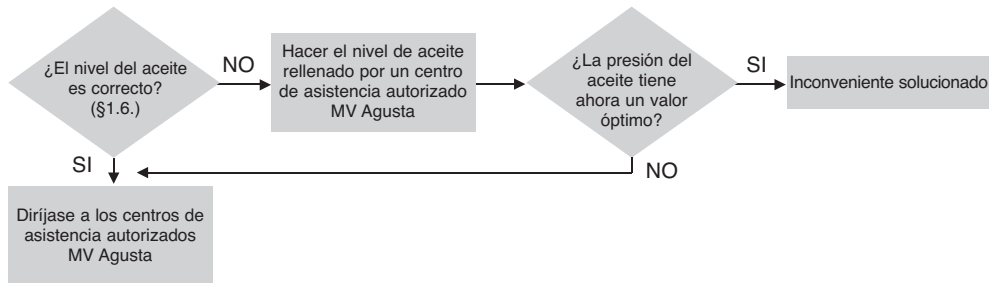 ¿El nivel del aceite
es correcto?
(§1.6.)
NO
Hacer el nivel de aceite
rellenado por un centro
de asistencia autorizado
MV Agusta
¿La presión del
aceite tiene
ahora un valor
óptimo?
SI
Inconveniente solucionado
SI
NO
Diríjase a los centros de
asistencia autorizados
MV Agusta